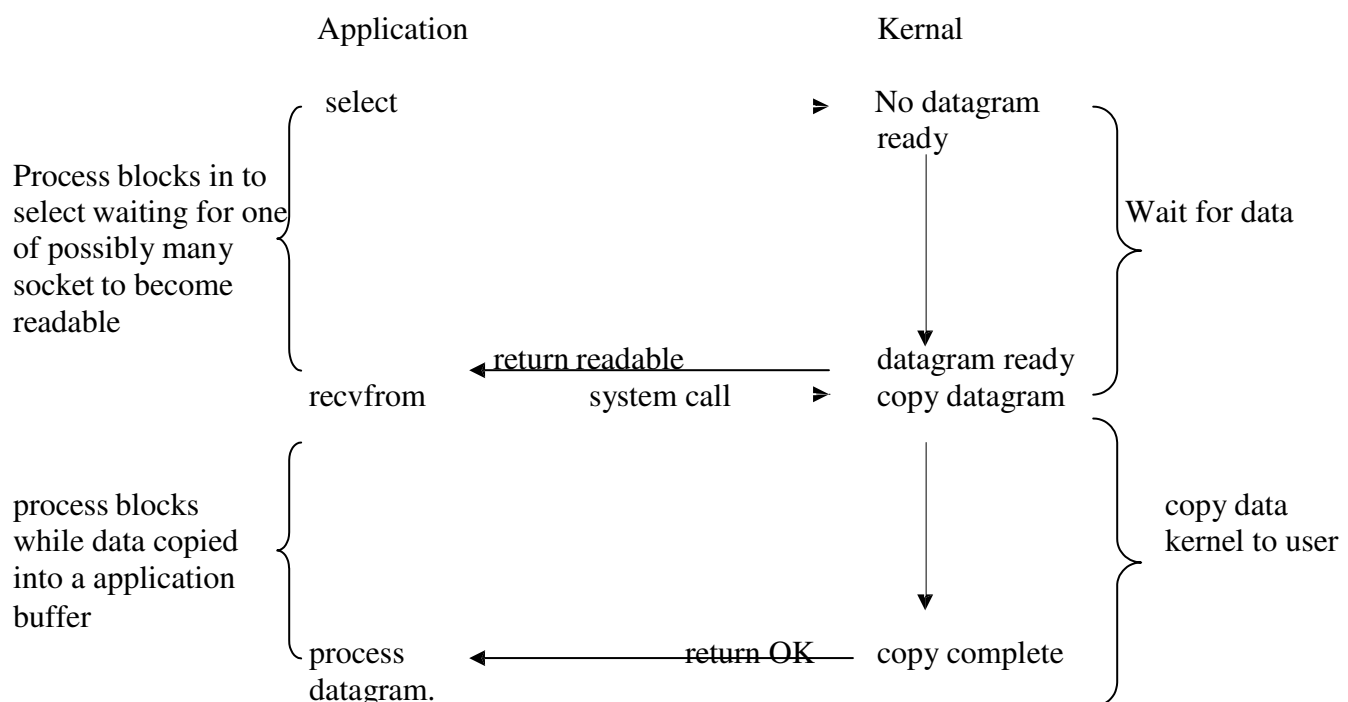 Application Kernal
select No datagram
ready
Process blocks in to
select waiting for one
of possibly many
socket to become
readable
Wait for data
return readable datagram ready
recvfrom system call copy datagram
process blocks
while data copied
into a application
buffer
copy data
kernel to user
process return OK copy complete
datagram.